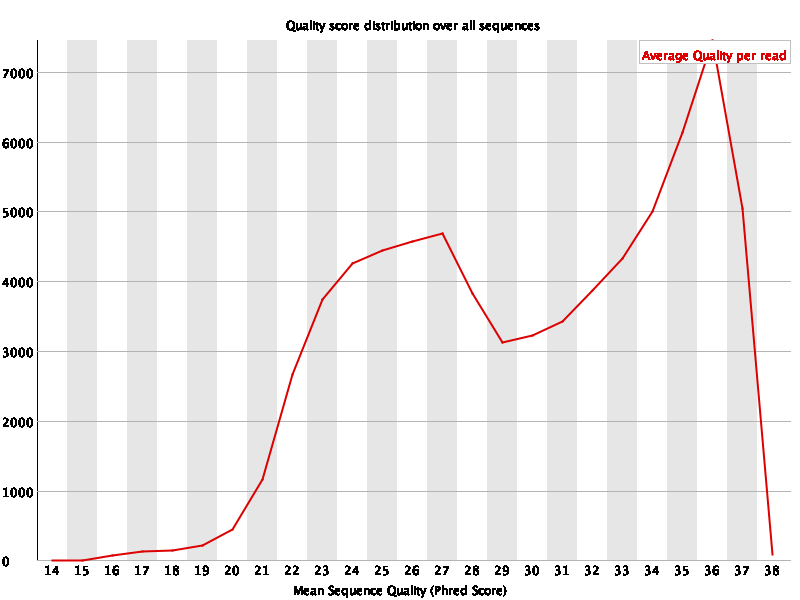 Quality score distribution over all sequences
Average Quality per read
7000
6000
5000
4000
3000
2000
1000
0
14 15 16 17 18 19 20 21 22 23 24 25 26 27 28 29 30 31 32 33 34 35 36 37 38
Mean Sequence Quality (Phred Score)